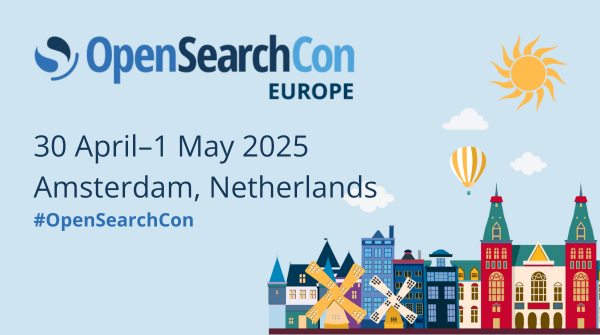 OpenSearchCon
EUROPE
30 April–1 May 2025
Amsterdam, Netherlands
#OpenSearchCon